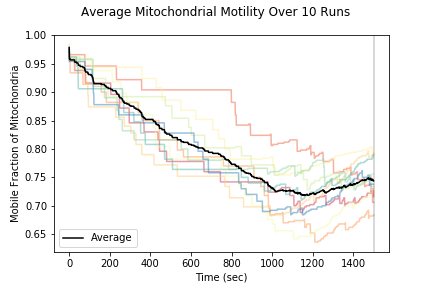 Average Mitochondrial Motility Over 10 Runs
Mobile Fraction of Mitochondria
1.00
0.95
0.90
0.85
0.80
0.75
0.70
0.65
Average
0 200 400 600 800 1000 1200 1400
Time (sec)